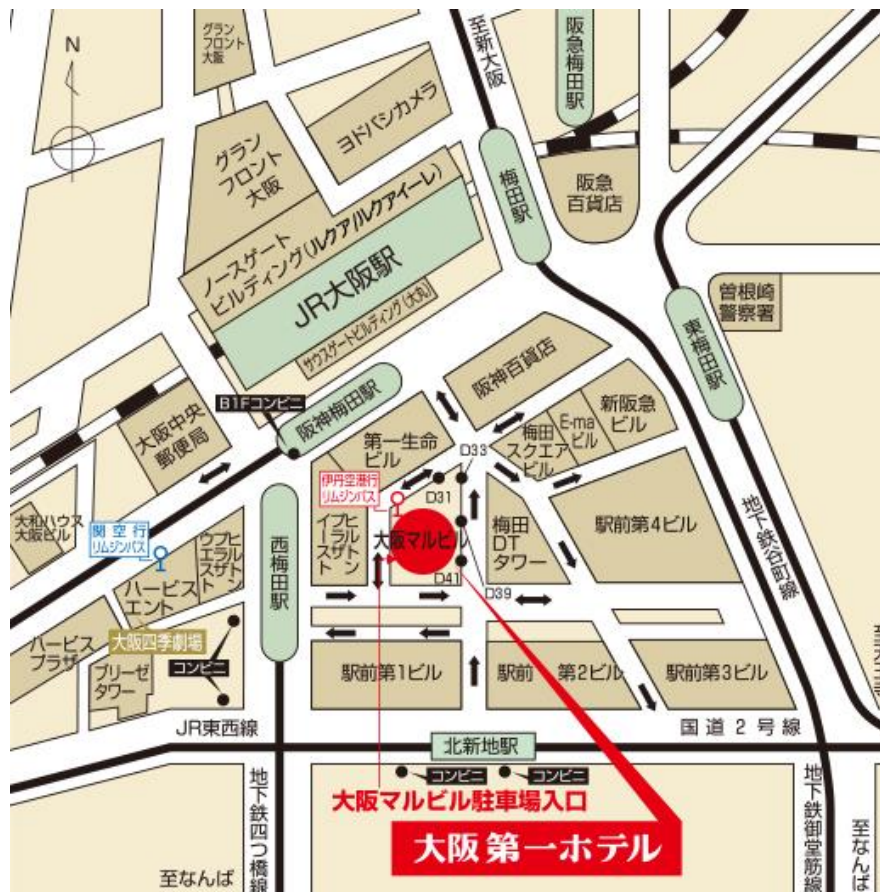 N
グラン
フロント
大阪
至新大阪
阪急梅田駅
ヨドバシカメラ
グラン
フロント
大阪
梅田駅
阪急
百貨店
ノースゲート
ビルディング(ルクア/ルクアイーレ)
JR大阪駅
サウスゲートビルディング(大丸)
曽根崎
警察署
東梅田駅
阪神百貨店
阪神梅田駅
B1Fコンビニ
大阪中央
郵便局
第一生命
ビル
梅田
スクエア
ビル
E-ma
ビル
新阪急
ビル
D33
D31
伊丹空港行
リムジンバス
大和ハウス
大阪ビル
関空行
リムジンバス
ヒルトン
プラザ
ウエスト
西梅田駅
ヒルトン
プラザ
イースト
大阪マルビル
梅田
DT
タワー
駅前第4ビル
地下鉄谷町線
D41
D39
ハービス
エント
大阪四季劇場
ハービス
プラザ
ブリーゼ
タワー
コンビニ
駅前第1ビル
駅前 第2ビル
駅前第3ビル
JR東西線
国道2号線
北新地駅
コンビニ
コンビニ
大阪マルビル駐車場入口
大阪 第一ホテル
地下鉄四つ橋線
至なんば
地下鉄御堂筋線
至なんば